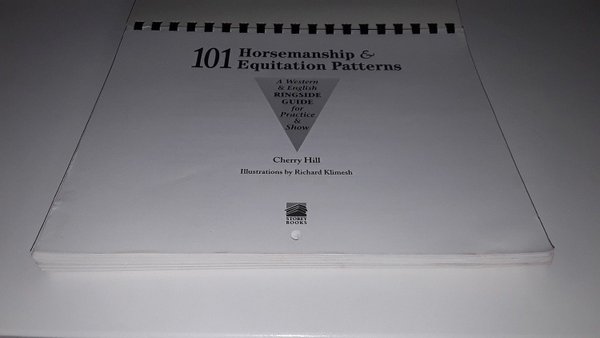 101 Horsemanship &
Equitation Patterns
A Western
& English
RINGSIDE
GUIDE
for
Practice
&
Show
Cherry Hill
Illustrations by Richard Klimesh
STOREY
BOOKS